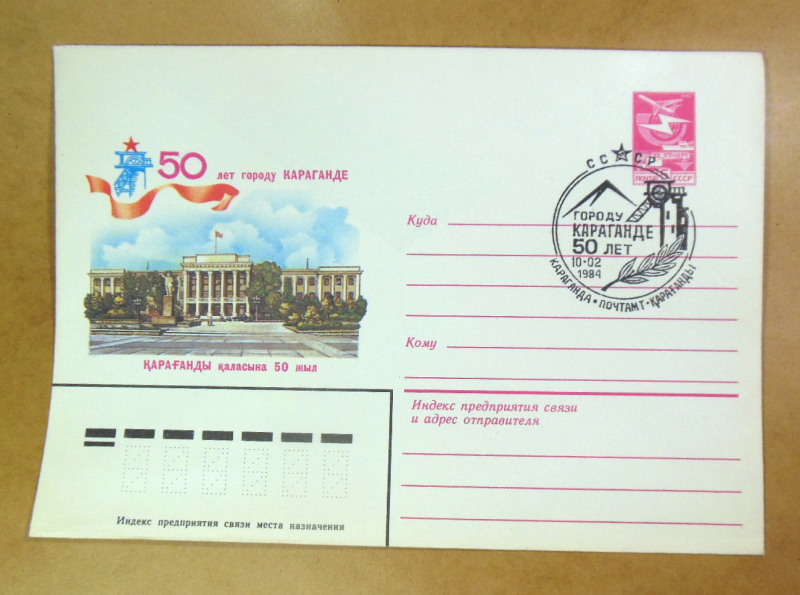 50 лет городу КАРАГАНДЕ
ҚАРАҒАНДЫ қаласына 50 жыл
ПОЧТА СССР
СССР
ГОРОДУ
КАРАГАНДЕ
50 ЛЕТ
10·02
1984
КАРАГАНДА • ПОЧТАМТ • ҚАРАҒАНДЫ
Куда
Кому
Индекс предприятия связи
и адрес отправителя
Индекс предприятия связи места назначения